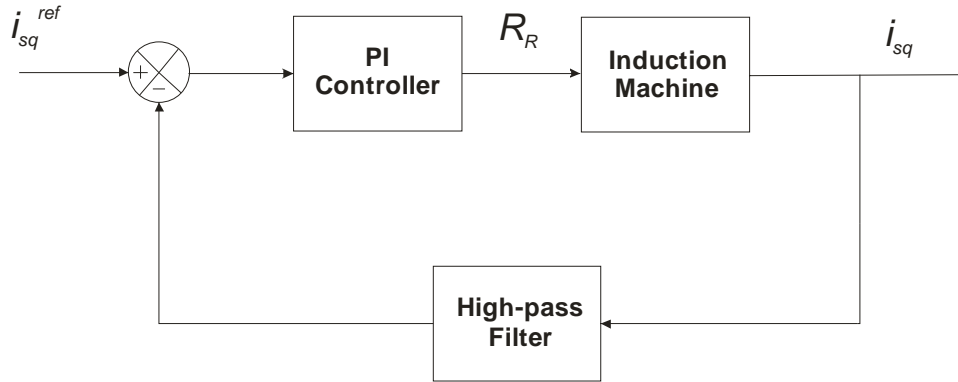 i_sq^ref
+
−
PI
Controller
R_R
Induction
Machine
i_sq
High-pass
Filter